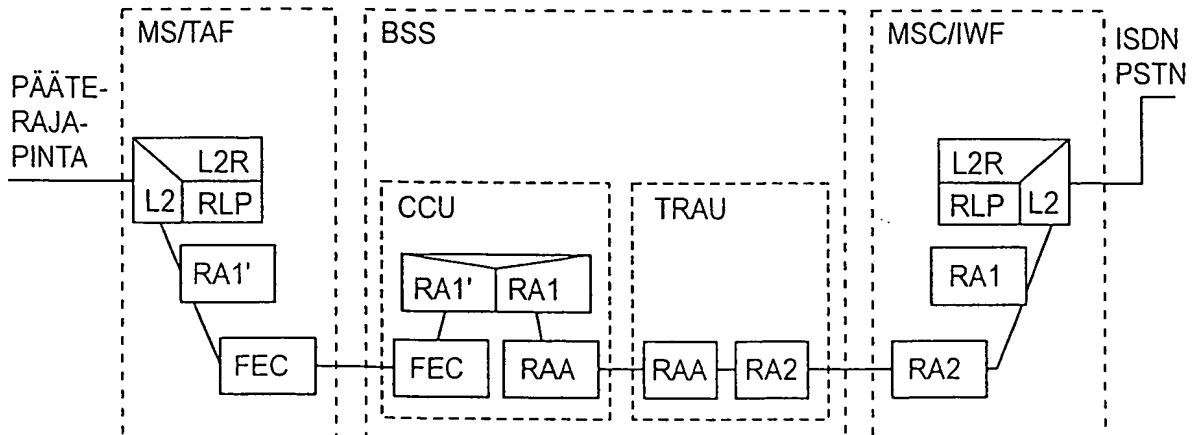 MS/TAF
BSS
MSC/IWF
ISDN
PSTN
PÄÄTE-
RAJA-
PINTA
L2R
L2 RLP
L2R
RLP L2
CCU
TRAU
RA1'
RA1' RA1
RA1
FEC
FEC
RAA
RAA
RA2
RA2